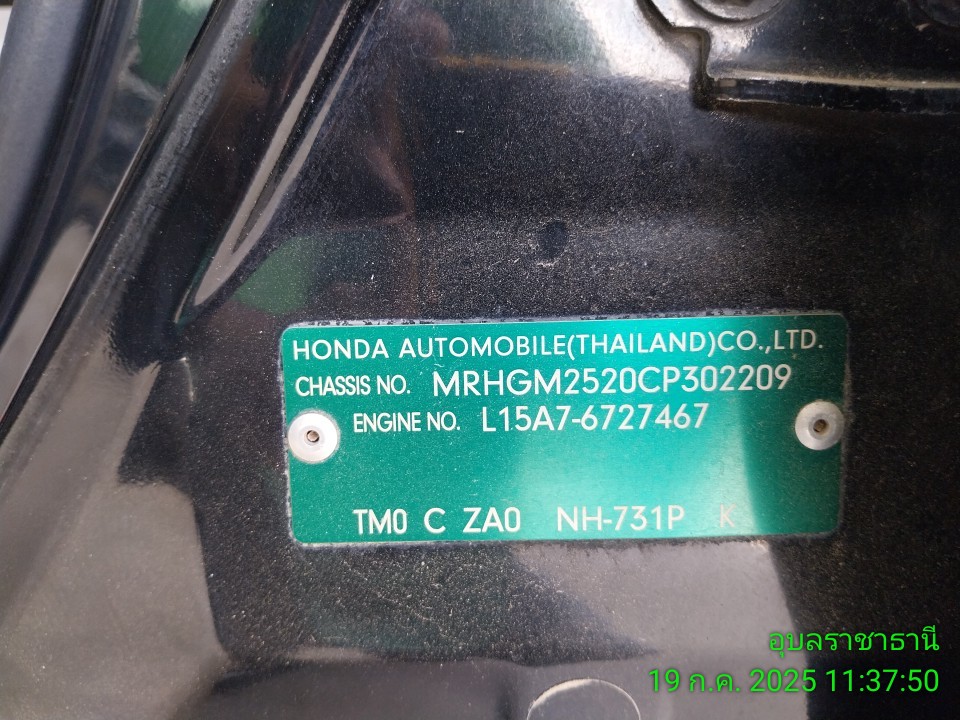 HONDA AUTOMOBILE(THAILAND)CO.,LTD.
CHASSIS NO. MRHGM2520CP302209
ENGINE NO. L15A7-6727467
TM0 C ZA0 NH-731P K
อุบลราชธานี
19 ก.ค. 2025 11:37:50